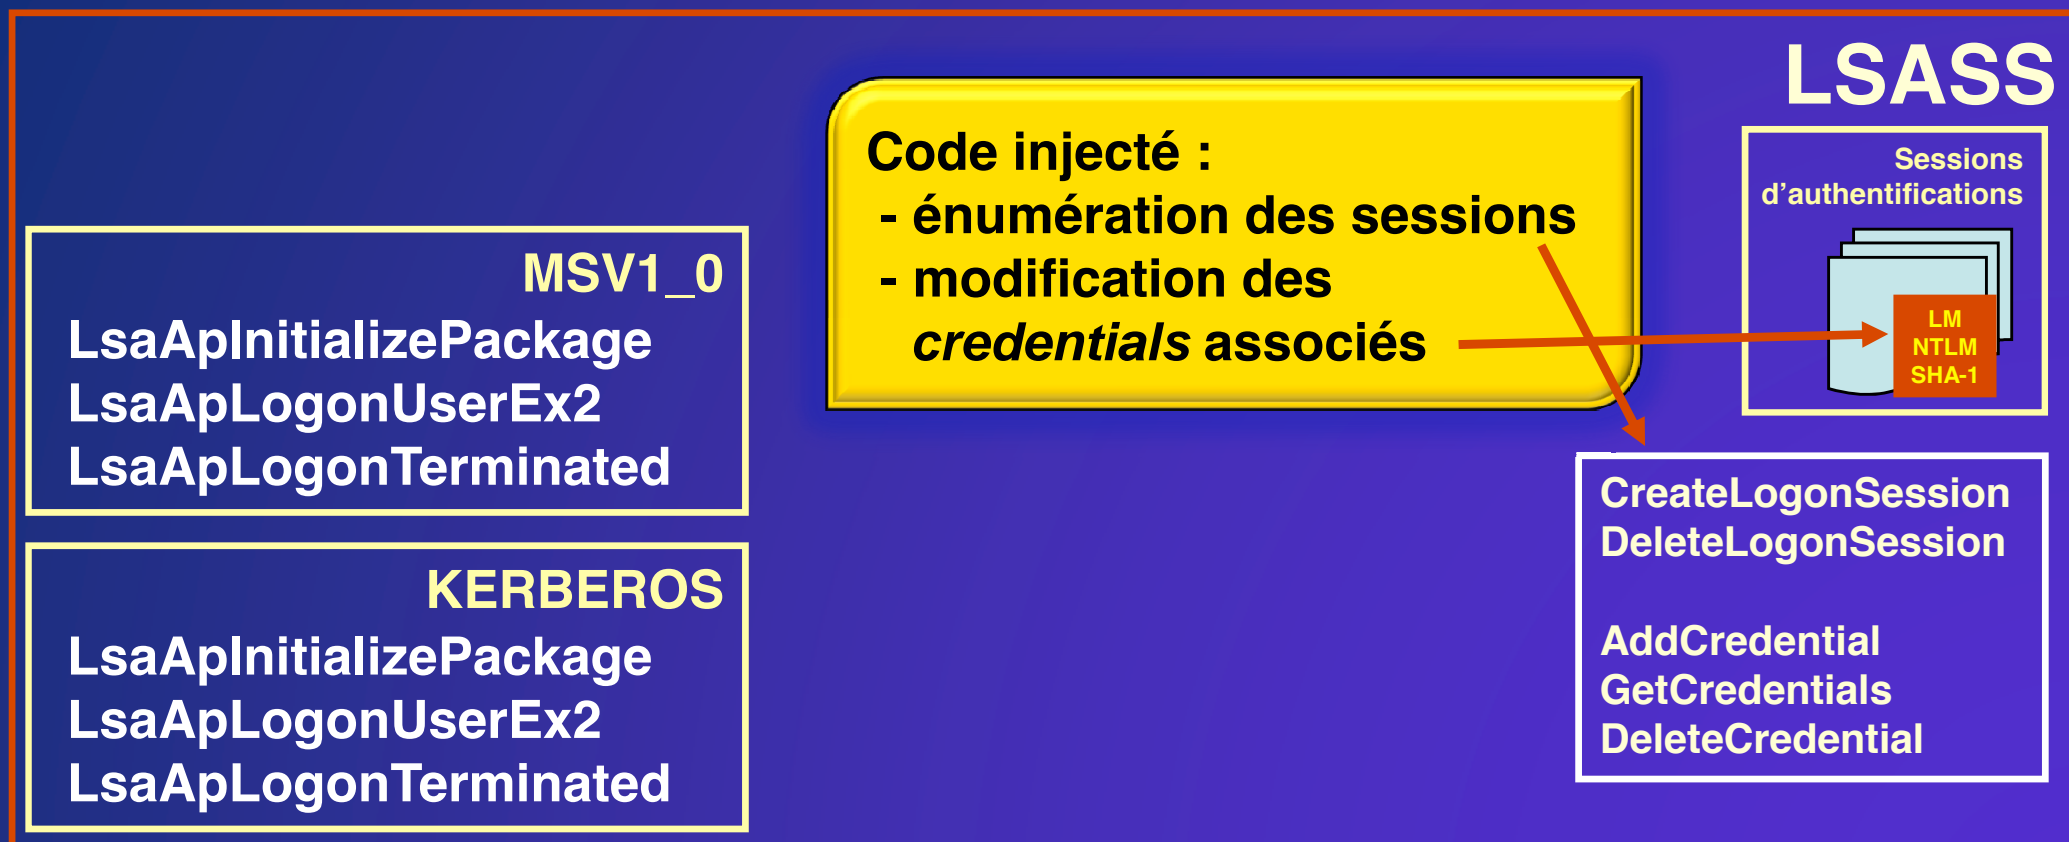 LSASS
Code injecté :
- énumération des sessions
- modification des
credentials associés
Sessions
d’authentifications
LM
NTLM
SHA-1
MSV1_0
LsaApInitializePackage
LsaApLogonUserEx2
LsaApLogonTerminated
KERBEROS
LsaApInitializePackage
LsaApLogonUserEx2
LsaApLogonTerminated
CreateLogonSession
DeleteLogonSession
AddCredential
GetCredentials
DeleteCredential